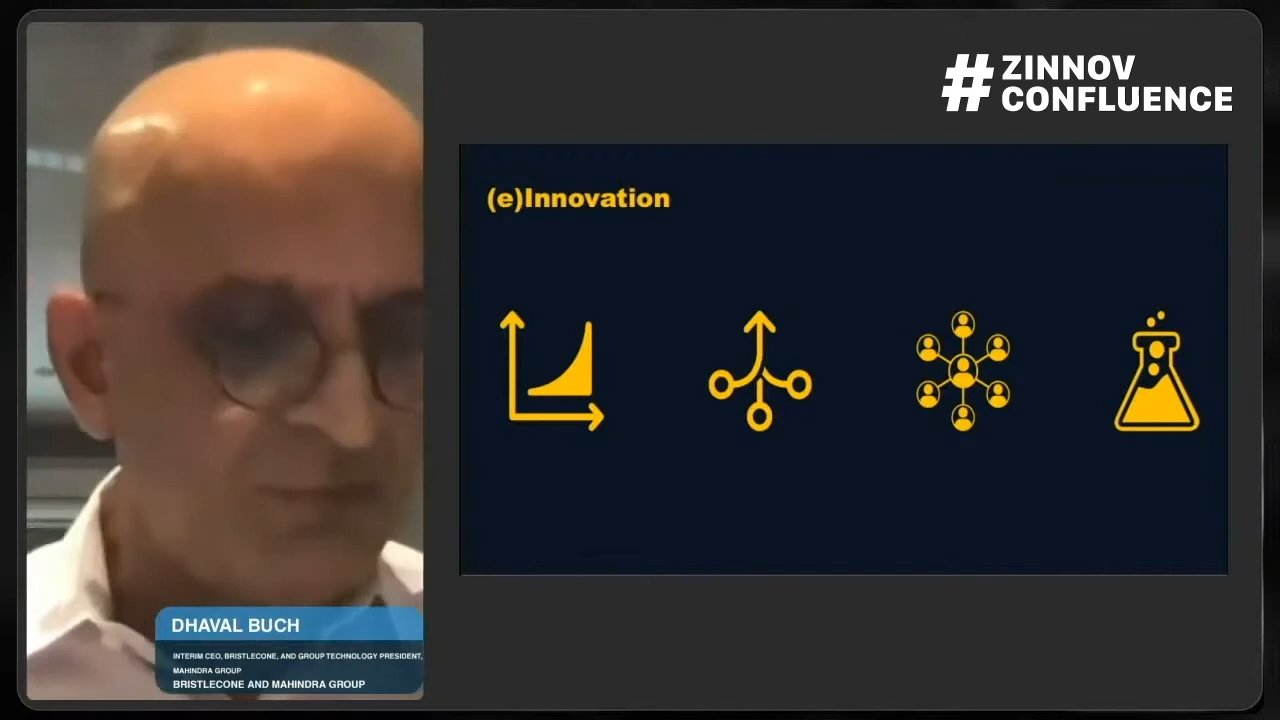 # ZINNOV
CONFLUENCE
(e)Innovation
DHAVAL BUCH
INTERIM CEO, BRISTLECONE, AND GROUP TECHNOLOGY PRESIDENT,
MAHINDRA GROUP
BRISTLECONE AND MAHINDRA GROUP